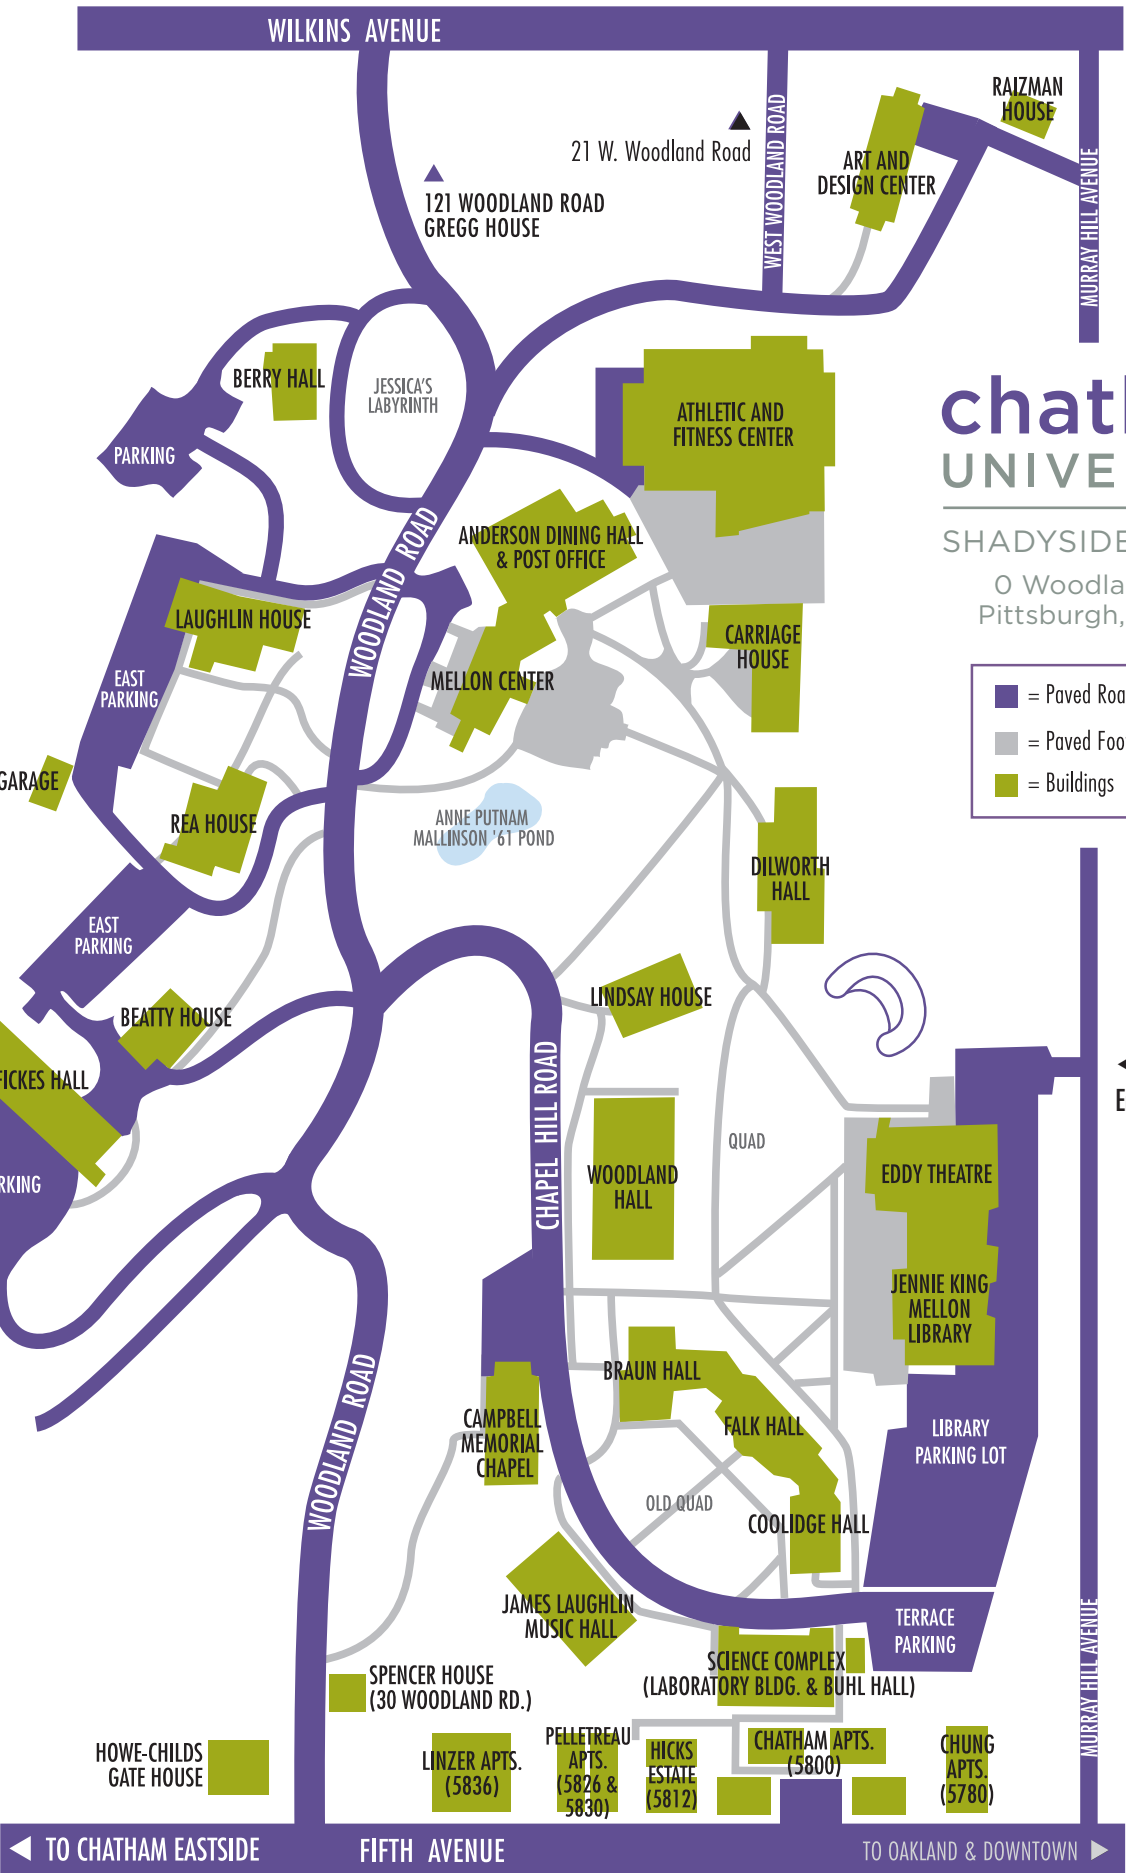 WILKINS AVENUE
RAIZMAN
HOUSE
21 W. Woodland Road
WEST WOODLAND ROAD
ART AND
DESIGN CENTER
MURRAY HILL AVENUE
121 WOODLAND ROAD
GREGG HOUSE
BERRY HALL
JESSICA'S
LABYRINTH
ATHLETIC AND
FITNESS CENTER
PARKING
UNIVE
SHADYSIDE
0 Woodla
Pittsburgh,
WOODLAND ROAD
ANDERSON DINING HALL
& POST OFFICE
LAUGHLIN HOUSE
CARRIAGE
HOUSE
EAST
PARKING
MELLON CENTER
= Paved Roa
= Paved Foo
= Buildings
GARAGE
REA HOUSE
ANNE PUTNAM
MALLINSON '61 POND
DILWORTH
HALL
EAST
PARKING
LINDSAY HOUSE
BEATTY HOUSE
FICKES HALL
CHAPEL HILL ROAD
E
QUAD
WOODLAND
HALL
EDDY THEATRE
RKING
JENNIE KING
MELLON
LIBRARY
WOODLAND ROAD
BRAUN HALL
CAMPBELL
MEMORIAL
CHAPEL
FALK HALL
LIBRARY
PARKING LOT
OLD QUAD
COOLIDGE HALL
JAMES LAUGHLIN
MUSIC HALL
TERRACE
PARKING
MURRAY HILL AVENUE
SCIENCE COMPLEX
(LABORATORY BLDG. & BUHL HALL)
SPENCER HOUSE
(30 WOODLAND RD.)
HOWE-CHILDS
GATE HOUSE
LINZER APTS.
(5836)
PELLETREAU
APTS.
(5826 &
5830)
HICKS
ESTATE
(5812)
CHATHAM APTS.
(5800)
CHUNG
APTS.
(5780)
TO CHATHAM EASTSIDE
FIFTH AVENUE
TO OAKLAND & DOWNTOWN